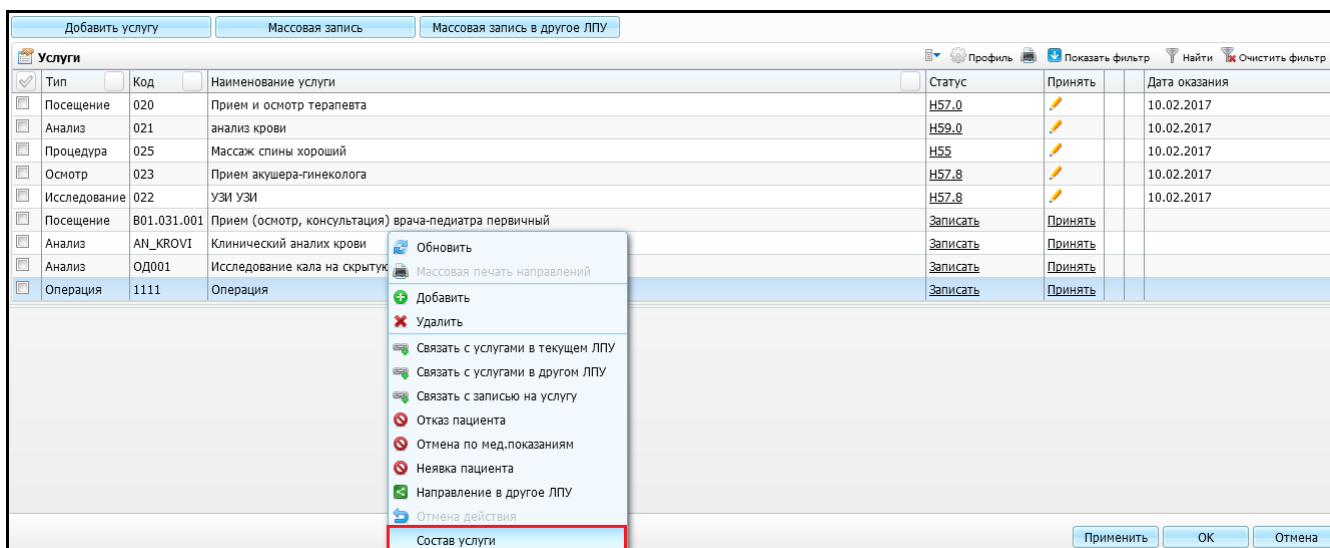 Добавить услугу Массовая запись Массовая запись в другое ЛПУ
Услуги Профиль Показать фильтр Найти Очистить фильтр
Тип Код Наименование услуги Статус Принять Дата оказания
Посещение 020 Прием и осмотр терапевта H57.0 10.02.2017
Анализ 021 анализ крови H59.0 10.02.2017
Процедура 025 Массаж спины хороший H55 10.02.2017
Осмотр 023 Прием акушера-гинеколога H57.8 10.02.2017
Исследование 022 УЗИ УЗИ H57.8 10.02.2017
Посещение B01.031.001 Прием (осмотр, консультация) врача-педиатра первичный Записать Принять
Анализ AN_KROVI Клинический аналих крови Записать Принять
Анализ ОД001 Исследование кала на скрытую Записать Принять
Операция 1111 Операция Записать Принять
Обновить
Массовая печать направлений
Добавить
Удалить
Связать с услугами в текущем ЛПУ
Связать с услугами в другом ЛПУ
Связать с записью на услугу
Отказ пациента
Отмена по мед.показаниям
Неявка пациента
Направление в другое ЛПУ
Отмена действия
Состав услуги
Применить ОК Отмена